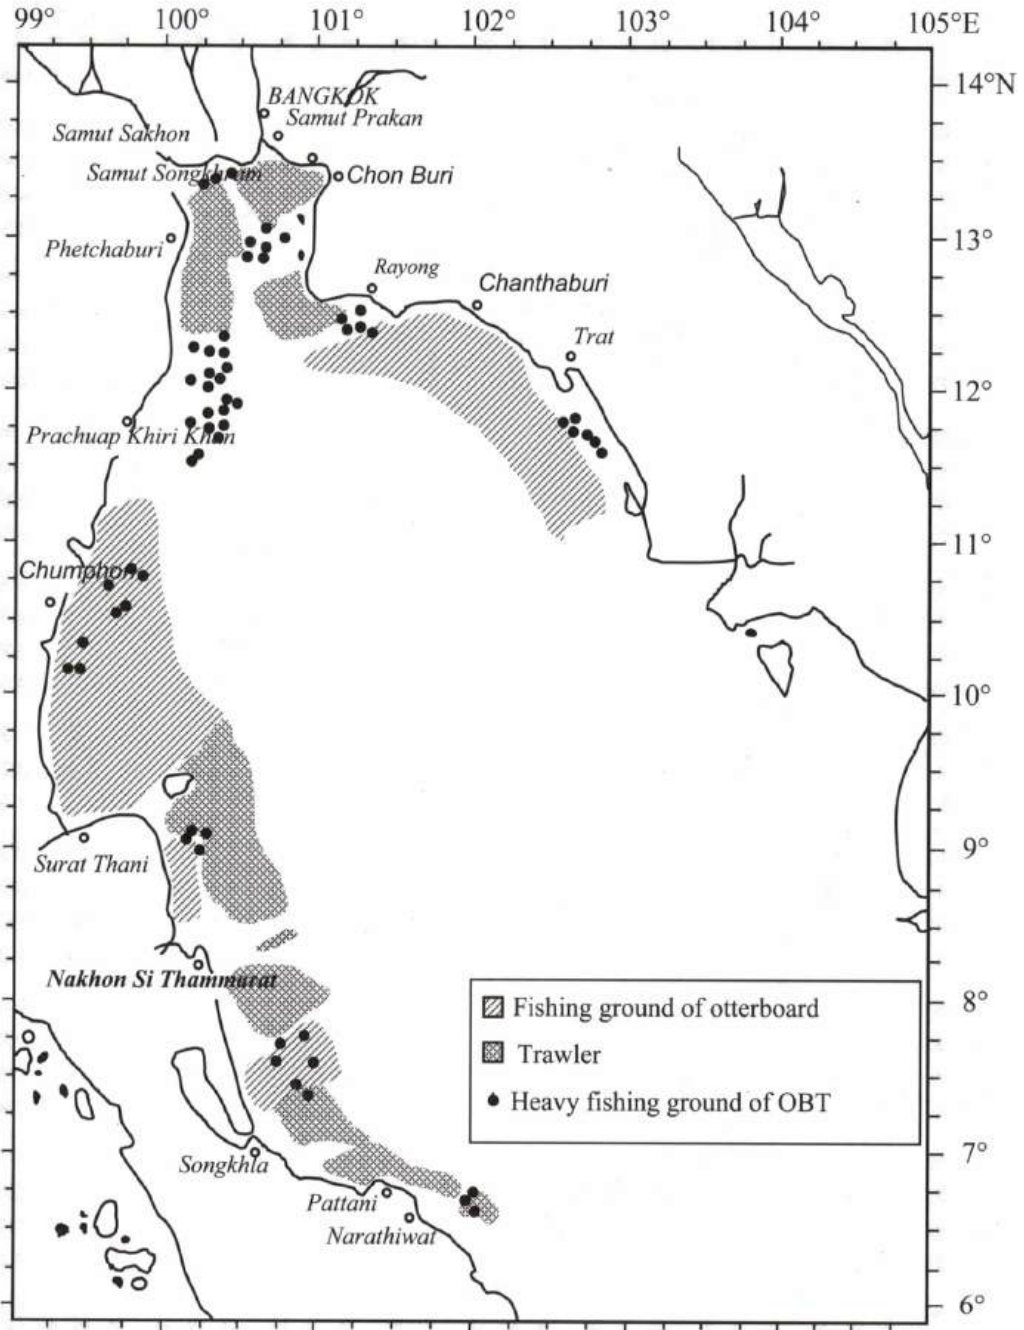 99° 100° 101° 102° 103° 104° 105°E
14°N
BANGKOK
Samut Prakan
Samut Sakhon
Samut Songkhram
Chon Buri
13°
Phetchaburi
Rayong
Chanthaburi
Trat
12°
Prachuap Khiri Khan
11°
Chumphon
10°
9°
Surat Thani
Nakhon Si Thammarat
8°
Fishing ground of otterboard
Trawler
Heavy fishing ground of OBT
7°
Songkhla
Pattani
Narathiwat
6°